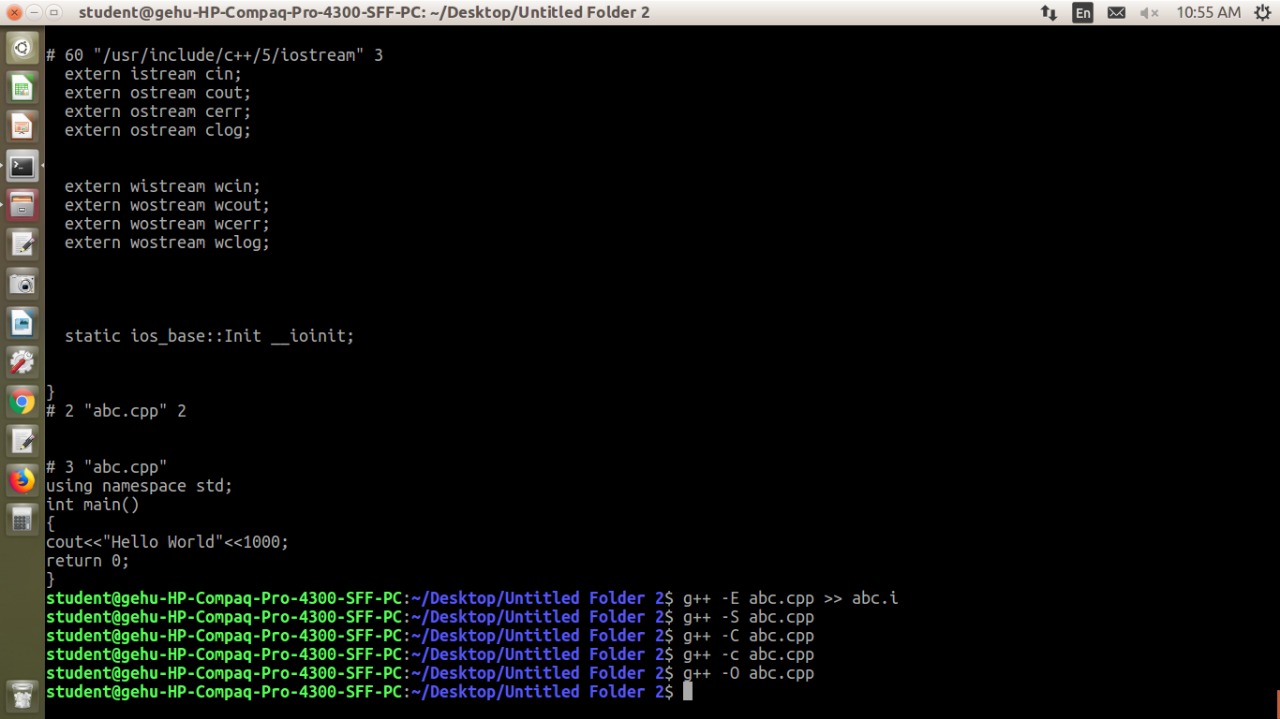 student@gehu-HP-Compaq-Pro-4300-SFF-PC: ~/Desktop/Untitled Folder 2
En
10:55 AM
# 60 "/usr/include/c++/5/iostream" 3
  extern istream cin;
  extern ostream cout;
  extern ostream cerr;
  extern ostream clog;
  extern wistream wcin;
  extern wostream wcout;
  extern wostream wcerr;
  extern wostream wclog;
  static ios_base::Init __ioinit;
}
# 2 "abc.cpp" 2
# 3 "abc.cpp"
using namespace std;
int main()
{
cout<<"Hello World"<<1000;
return 0;
}
student@gehu-HP-Compaq-Pro-4300-SFF-PC:~/Desktop/Untitled Folder 2$ g++ -E abc.cpp >> abc.i
student@gehu-HP-Compaq-Pro-4300-SFF-PC:~/Desktop/Untitled Folder 2$ g++ -S abc.cpp
student@gehu-HP-Compaq-Pro-4300-SFF-PC:~/Desktop/Untitled Folder 2$ g++ -C abc.cpp
student@gehu-HP-Compaq-Pro-4300-SFF-PC:~/Desktop/Untitled Folder 2$ g++ -c abc.cpp
student@gehu-HP-Compaq-Pro-4300-SFF-PC:~/Desktop/Untitled Folder 2$ g++ -O abc.cpp
student@gehu-HP-Compaq-Pro-4300-SFF-PC:~/Desktop/Untitled Folder 2$